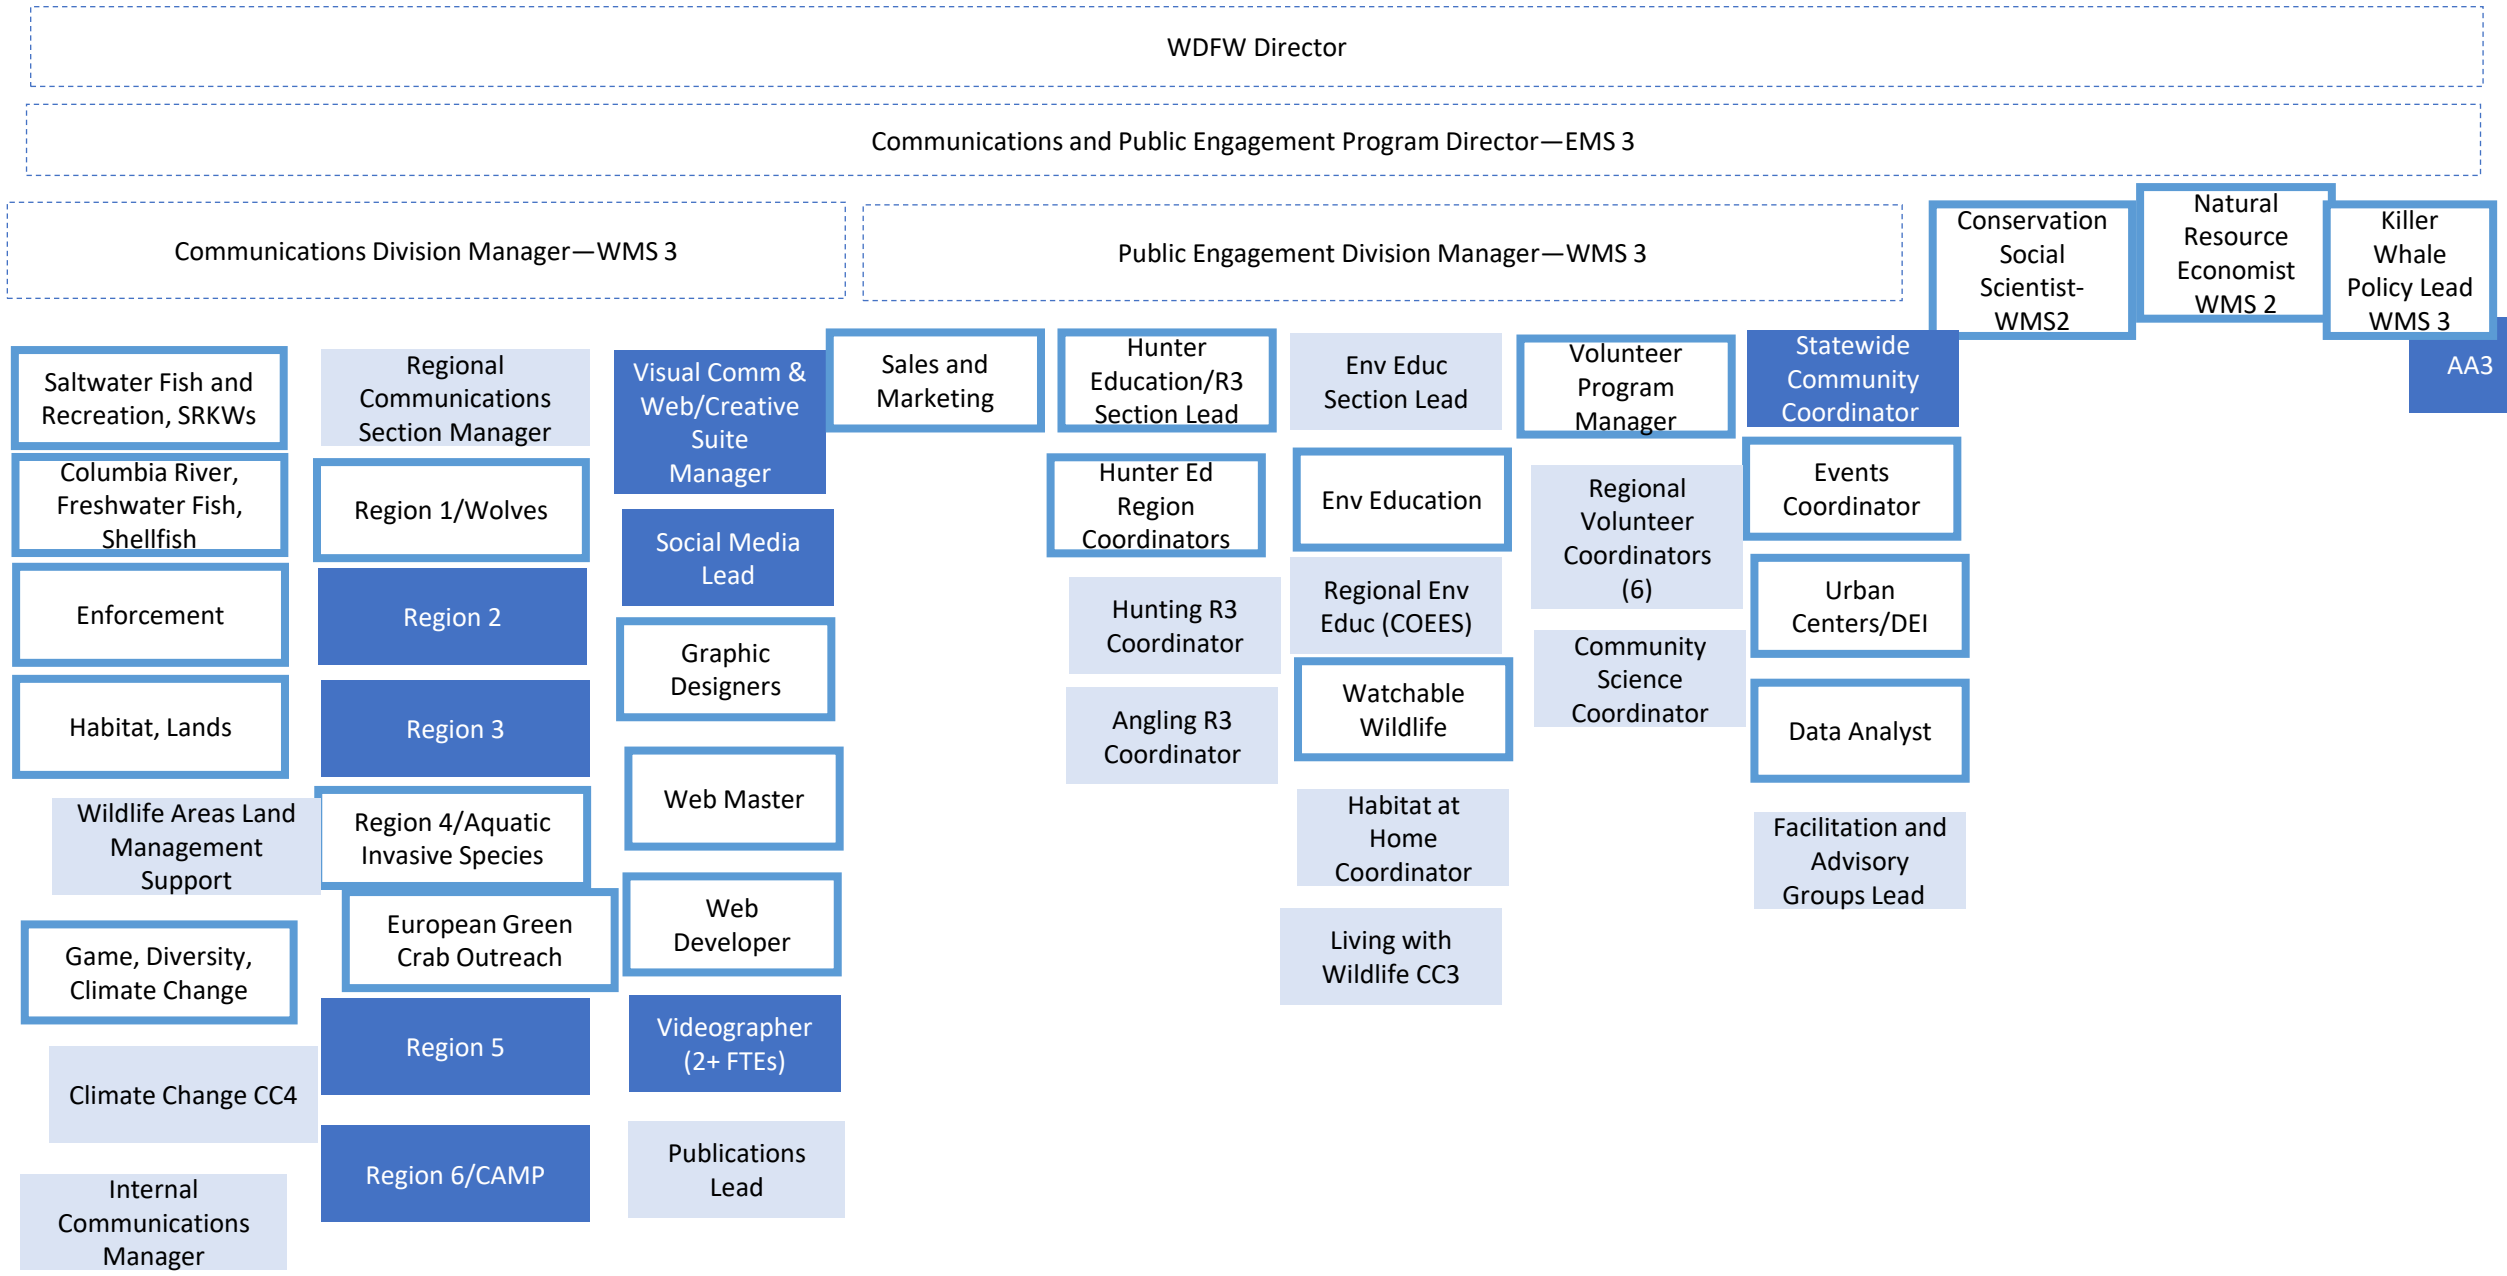 WDFW Director
Communications and Public Engagement Program Director—EMS 3
Communications Division Manager—WMS 3
Public Engagement Division Manager—WMS 3
Conservation
Social
Scientist-
WMS2
Natural
Resource
Economist
WMS 2
Killer
Whale
Policy Lead
WMS 3
AA3
Saltwater Fish and
Recreation, SRKWs
Columbia River,
Freshwater Fish,
Shellfish
Enforcement
Habitat, Lands
Wildlife Areas Land
Management
Support
Game, Diversity,
Climate Change
Climate Change CC4
Internal
Communications
Manager
Regional
Communications
Section Manager
Region 1/Wolves
Region 2
Region 3
Region 4/Aquatic
Invasive Species
European Green
Crab Outreach
Region 5
Region 6/CAMP
Visual Comm &
Web/Creative
Suite
Manager
Social Media
Lead
Graphic
Designers
Web Master
Web
Developer
Videographer
(2+ FTEs)
Publications
Lead
Sales and
Marketing
Hunter
Education/R3
Section Lead
Hunter Ed
Region
Coordinators
Hunting R3
Coordinator
Angling R3
Coordinator
Env Educ
Section Lead
Env Education
Regional Env
Educ (COEES)
Watchable
Wildlife
Habitat at
Home
Coordinator
Living with
Wildlife CC3
Volunteer
Program
Manager
Regional
Volunteer
Coordinators
(6)
Community
Science
Coordinator
Statewide
Community
Coordinator
Events
Coordinator
Urban
Centers/DEI
Data Analyst
Facilitation and
Advisory
Groups Lead